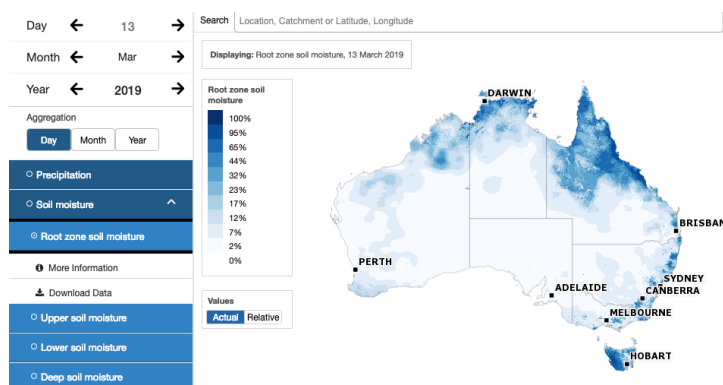 Day 13
Month Mar
Year 2019
Aggregation
Day Month Year
Precipitation
Soil moisture
Root zone soil moisture
More Information
Download Data
Upper soil moisture
Lower soil moisture
Deep soil moisture
Search Location, Catchment or Latitude, Longitude
Displaying: Root zone soil moisture, 13 March 2019
Root zone soil
moisture
100%
95%
65%
44%
32%
23%
17%
12%
7%
2%
0%
Values
Actual Relative
DARWIN
BRISBAN
PERTH
SYDNEY
ADELAIDE
CANBERRA
MELBOURNE
HOBART